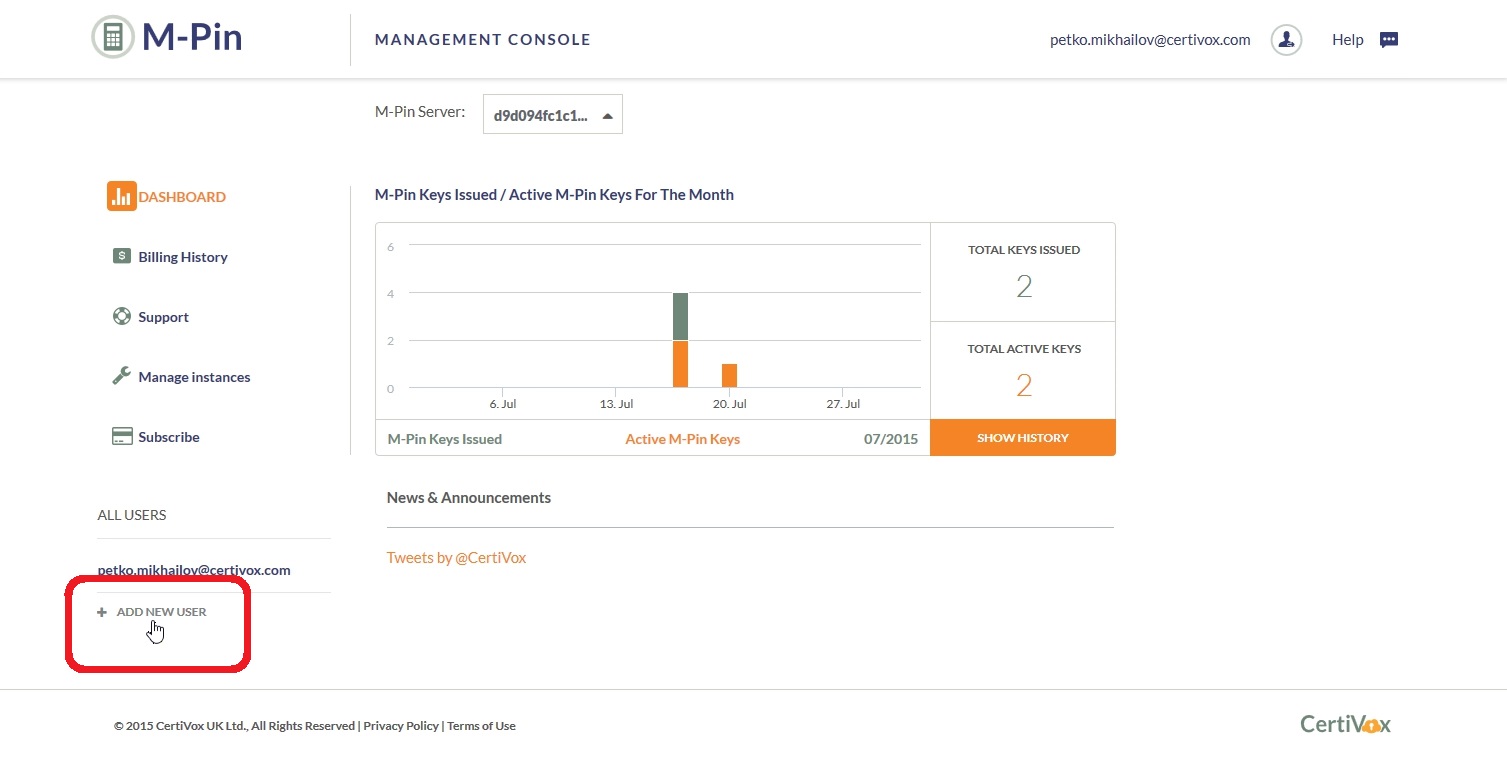 M-Pin
MANAGEMENT CONSOLE
petko.mikhailov@certivox.com
Help
M-Pin Server:
d9d094fc1c1...
DASHBOARD
Billing History
Support
Manage instances
Subscribe
ALL USERS
petko.mikhailov@certivox.com
+ ADD NEW USER
M-Pin Keys Issued / Active M-Pin Keys For The Month
6
4
2
0
6. Jul
13. Jul
20. Jul
27. Jul
M-Pin Keys Issued
Active M-Pin Keys
07/2015
TOTAL KEYS ISSUED
2
TOTAL ACTIVE KEYS
2
SHOW HISTORY
News & Announcements
Tweets by @CertiVox
© 2015 CertiVox UK Ltd., All Rights Reserved | Privacy Policy | Terms of Use
CertiVox